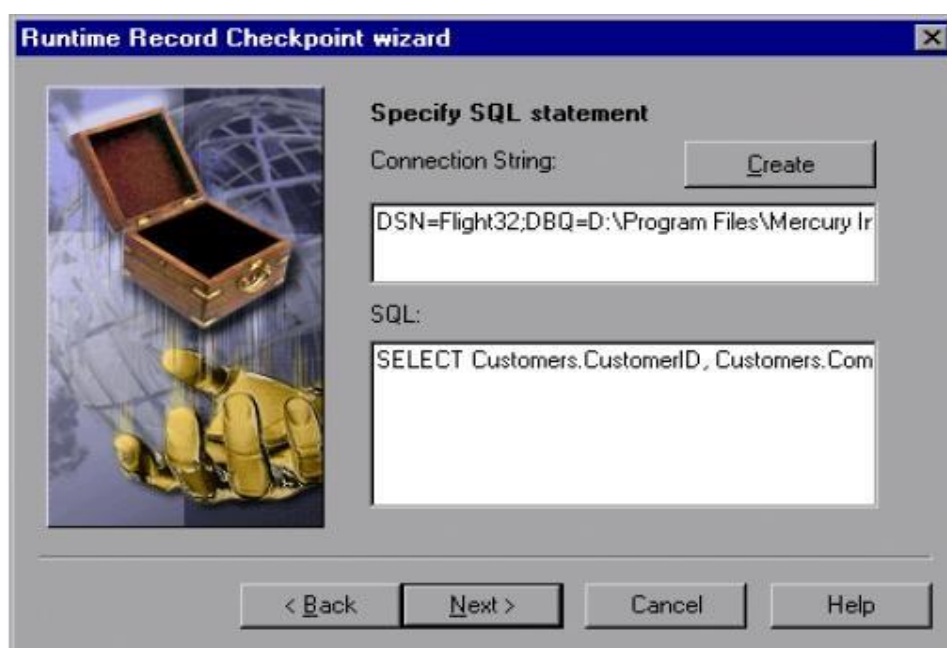 Runtime Record Checkpoint wizard
Specify SQL statement
Connection String:
Create
DSN=Flight32;DBQ=D:\Program Files\Mercury Ir
SQL:
SELECT Customers.CustomerID, Customers.Com
< Back
Next >
Cancel
Help